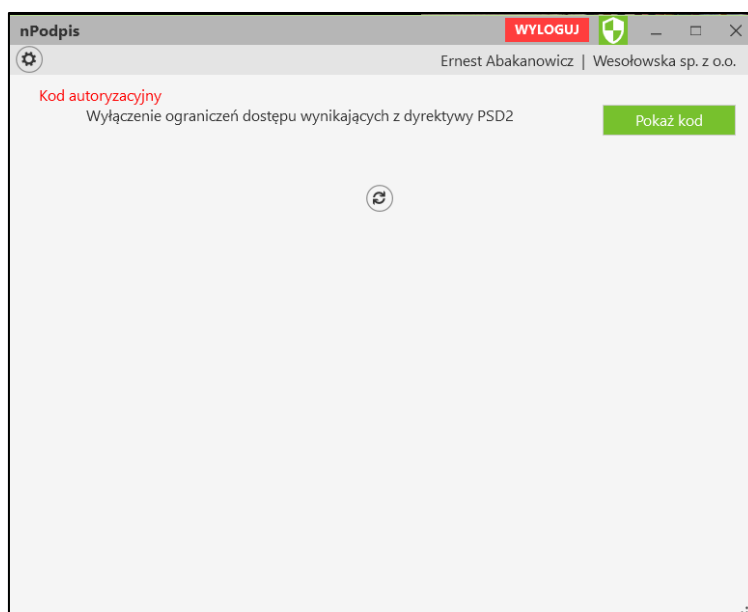 nPodpis WYLOGUJ
Ernest Abakanowicz | Wesołowska sp. z o.o.
Kod autoryzacyjny
Wyłączenie ograniczeń dostępu wynikających z dyrektywy PSD2
Pokaż kod